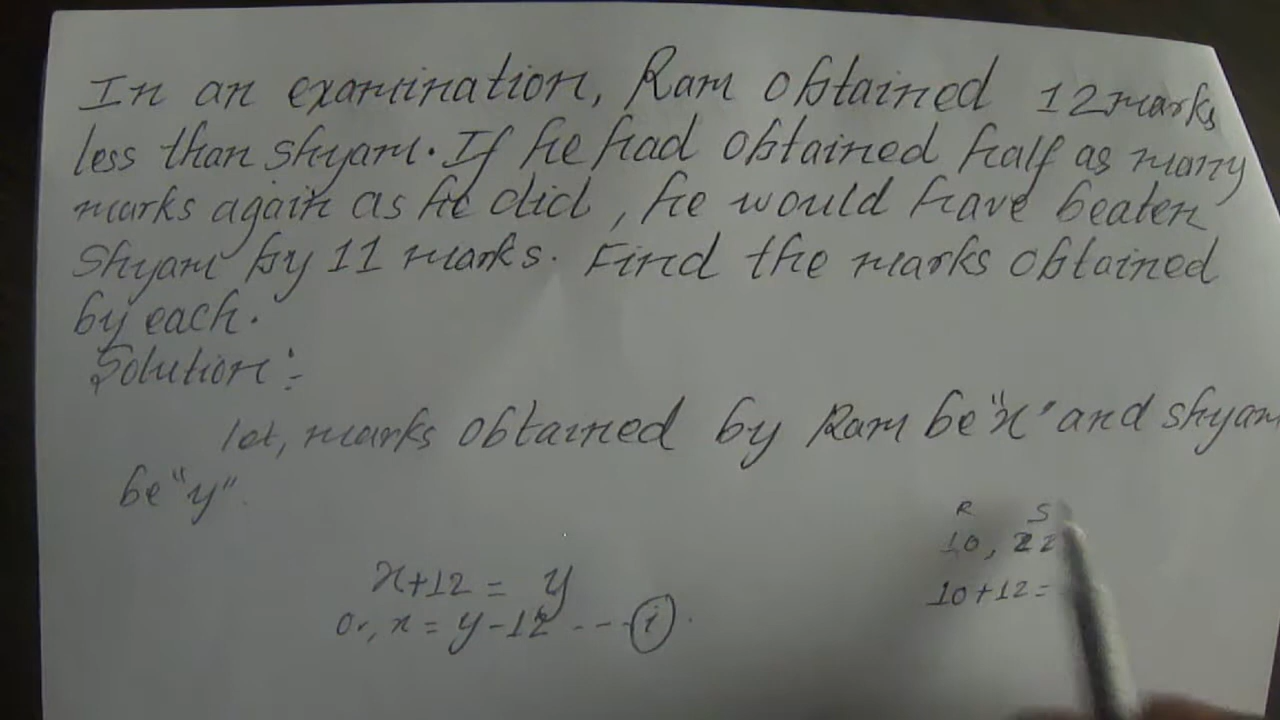 In an examination, Ram obtained 12 marks
less than Shyam. If he had obtained half as many
marks again as he did, he would have beaten
Shyam by 11 marks. Find the marks obtained
by each.
Solution:-
let, marks obtained by Ram be "x" and shyam
be "y".
R S
10, 22
x+12 = y
10+12=
Or, x = y-12 --- (i).